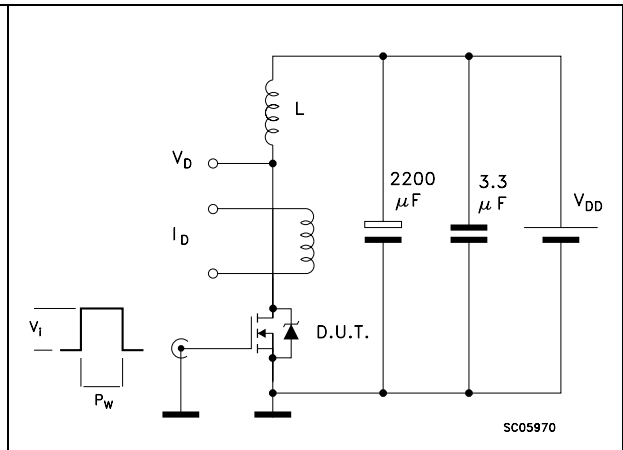 L
V_D
2200 μF
3.3 μF
V_DD
I_D
V_i
D.U.T.
P_W
SC05970